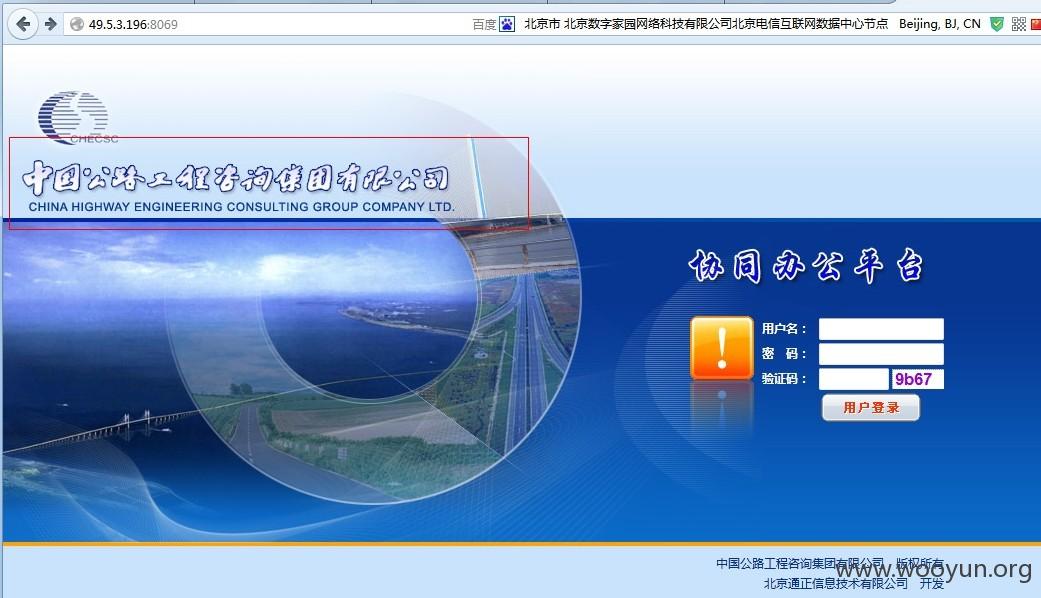 49.5.3.196:8069 百度 北京市 北京数字家园网络科技有限公司北京电信互联网数据中心节点 Beijing, BJ, CN
CHECSC
中国公路工程咨询集团有限公司
CHINA HIGHWAY ENGINEERING CONSULTING GROUP COMPANY LTD.
协同办公平台
用户名：
密 码：
验证码： 9b67
用户登录
中国公路工程咨询集团有限公司 版权所有
www.wooyun.org
北京通正信息技术有限公司 开发